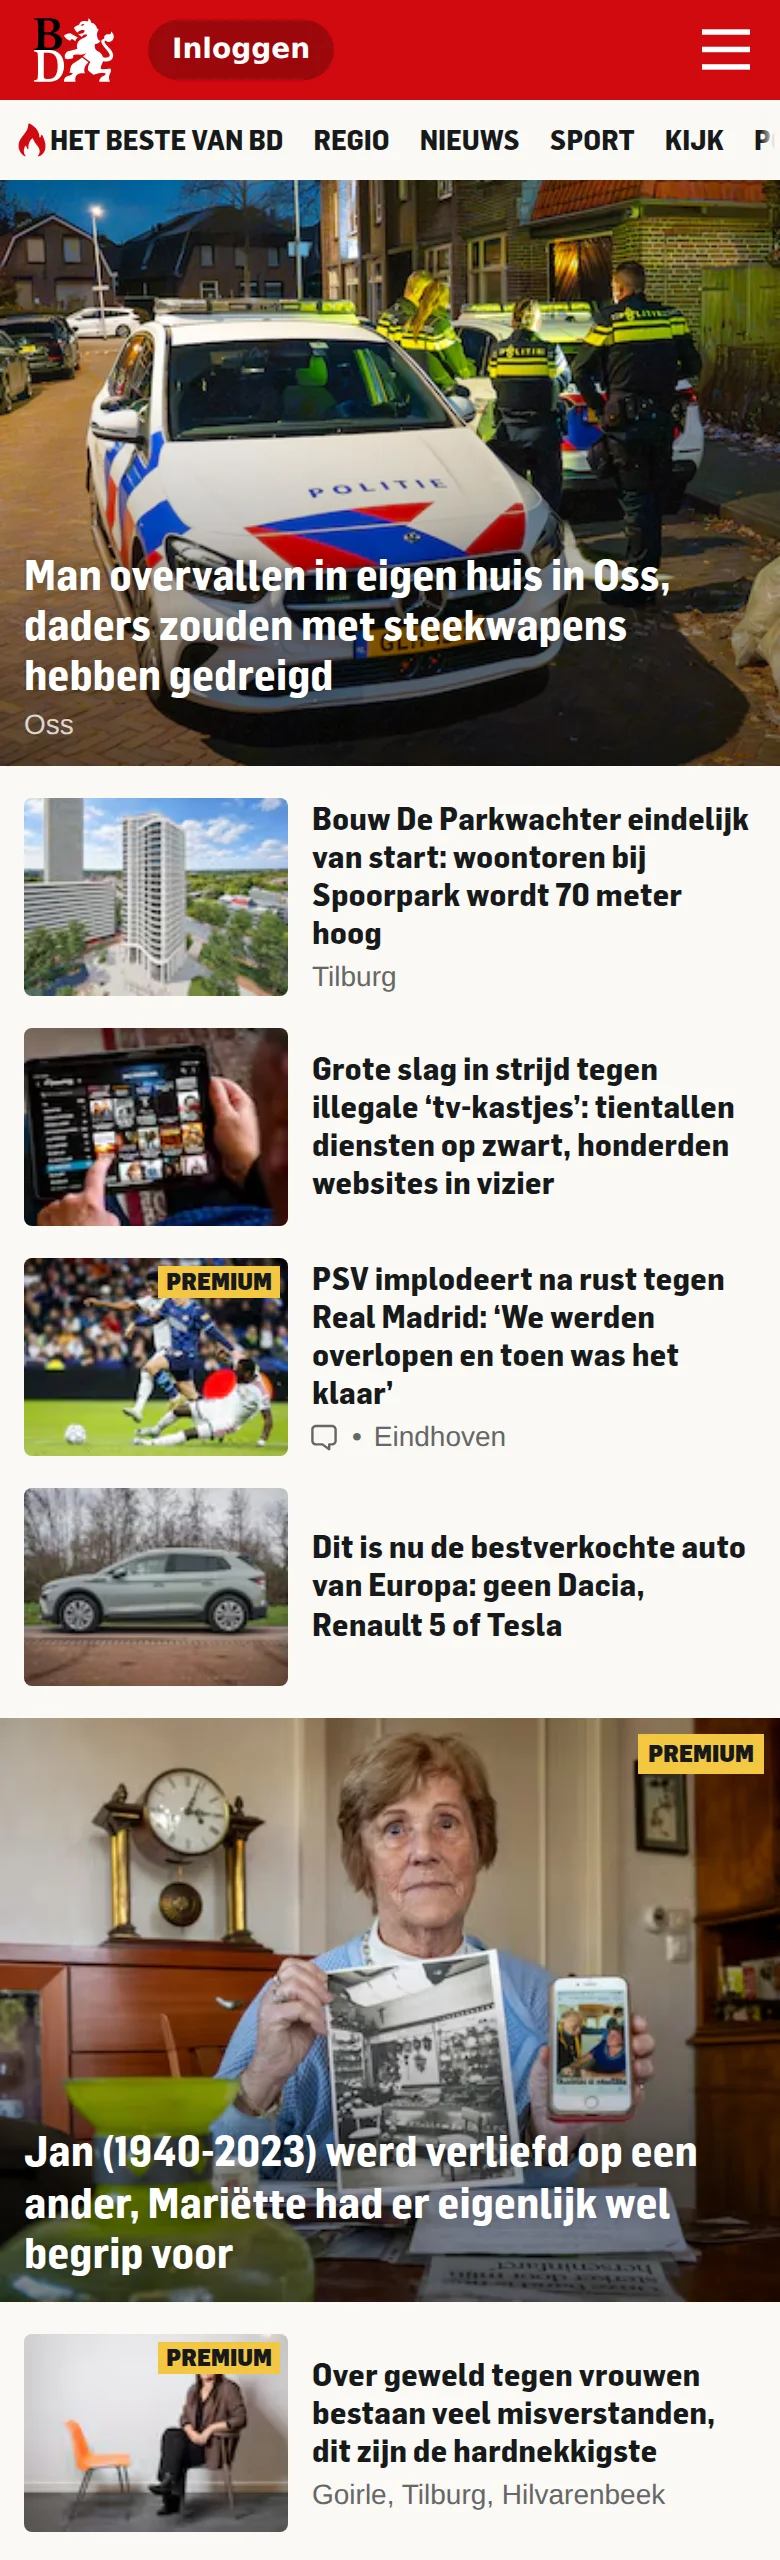 BD
Inloggen
HET BESTE VAN BD REGIO NIEUWS SPORT KIJK
POLITIE
POLITIE
POLITIE
Man overvallen in eigen huis in Oss,
daders zouden met steekwapens
hebben gedreigd
Oss
Bouw De Parkwachter eindelijk
van start: woontoren bij
Spoorpark wordt 70 meter
hoog
Tilburg
Grote slag in strijd tegen
illegale ‘tv-kastjes’: tientallen
diensten op zwart, honderden
websites in vizier
PREMIUM
PSV implodeert na rust tegen
Real Madrid: ‘We werden
overlopen en toen was het
klaar’
• Eindhoven
Dit is nu de bestverkochte auto
van Europa: geen Dacia,
Renault 5 of Tesla
PREMIUM
Jan (1940-2023) werd verliefd op een
ander, Mariëtte had er eigenlijk wel
begrip voor
PREMIUM
Over geweld tegen vrouwen
bestaan veel misverstanden,
dit zijn de hardnekkigste
Goirle, Tilburg, Hilvarenbeek